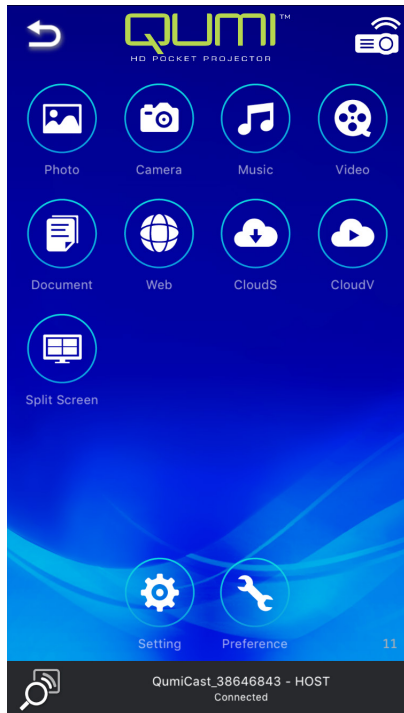 QUMI™
HD POCKET PROJECTOR
Photo Camera Music Video
Document Web CloudS CloudV
Split Screen
Setting Preference 11
QumiCast_38646843 - HOST
Connected